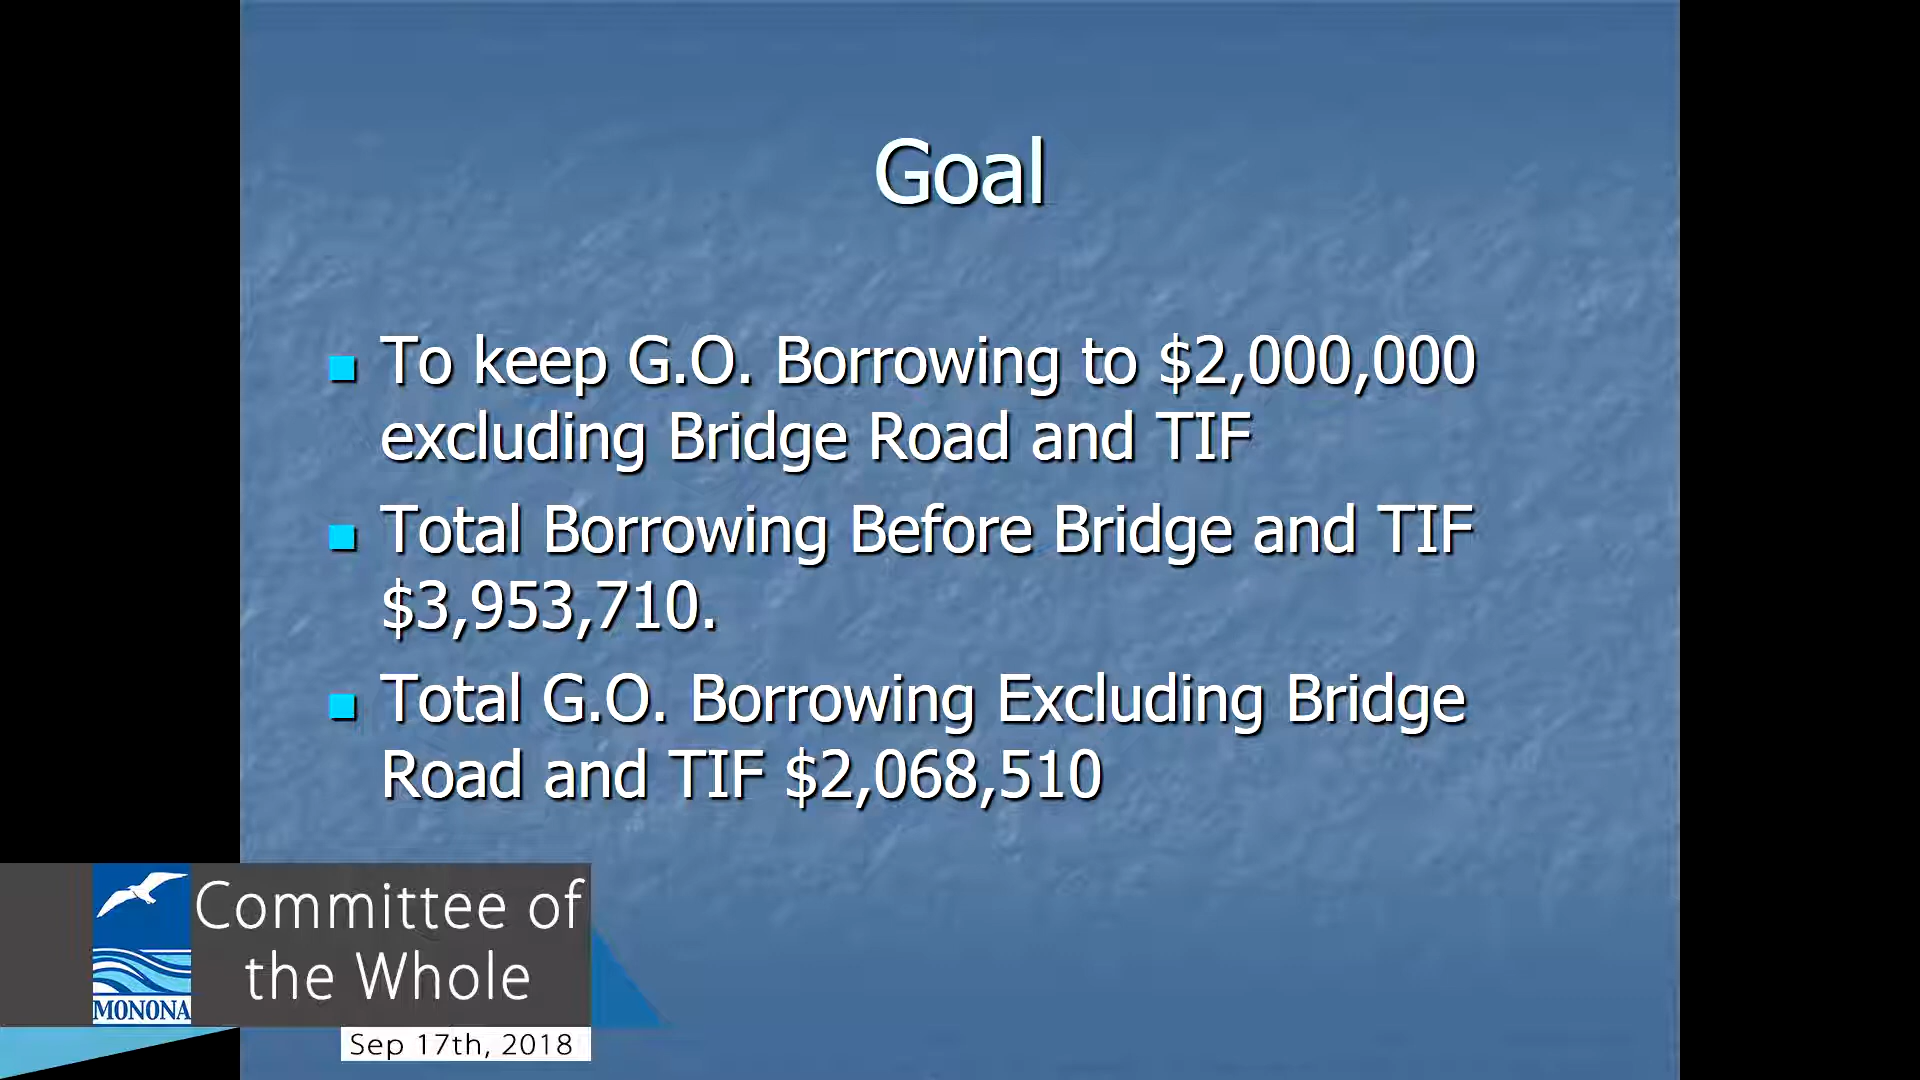 Goal
To keep G.O. Borrowing to $2,000,000
excluding Bridge Road and TIF
Total Borrowing Before Bridge and TIF
$3,953,710.
Total G.O. Borrowing Excluding Bridge
Road and TIF $2,068,510
Committee of
the Whole
MONONA
Sep 17th, 2018